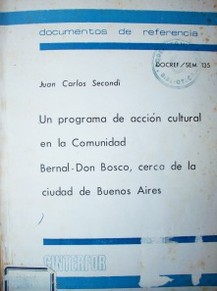 documentos de referencia
DOCREF/SEM 125
Juan Carlos Secondi
Un programa de acción cultural
en la Comunidad
Bernal-Don Bosco, cerca de la
ciudad de Buenos Aires
CINTERFOR